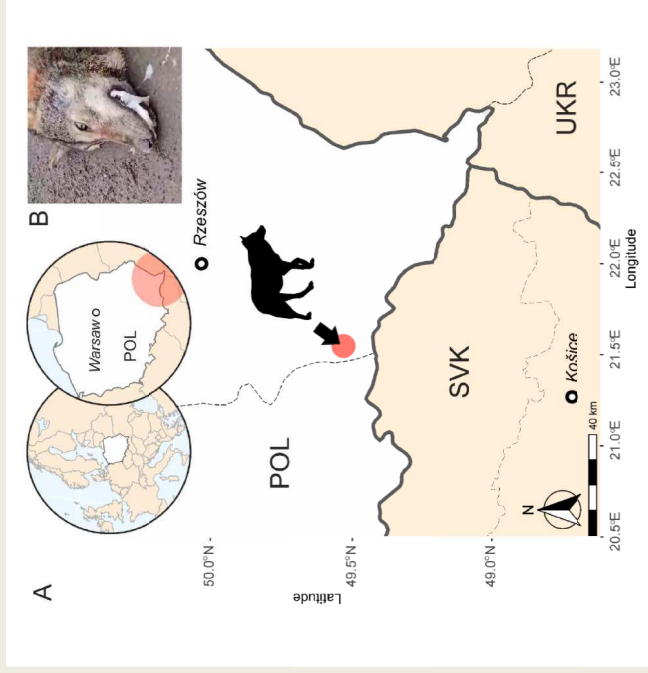 A
B
Warsaw
POL
Rzeszów
POL
SVK
UKR
Košice
N
40 km
50.0°N
49.5°N
49.0°N
Latitude
20.5°E
21.0°E
21.5°E
22.0°E
22.5°E
23.0°E
Longitude